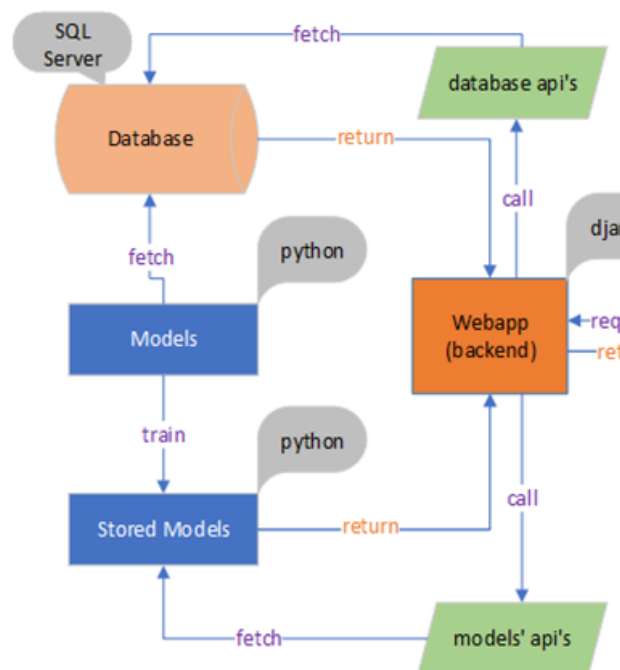 SQL
Server
fetch
database api's
Database
return
call
fetch
python
Models
Webapp
(backend)
train
python
Stored Models
return
call
fetch
models' api's